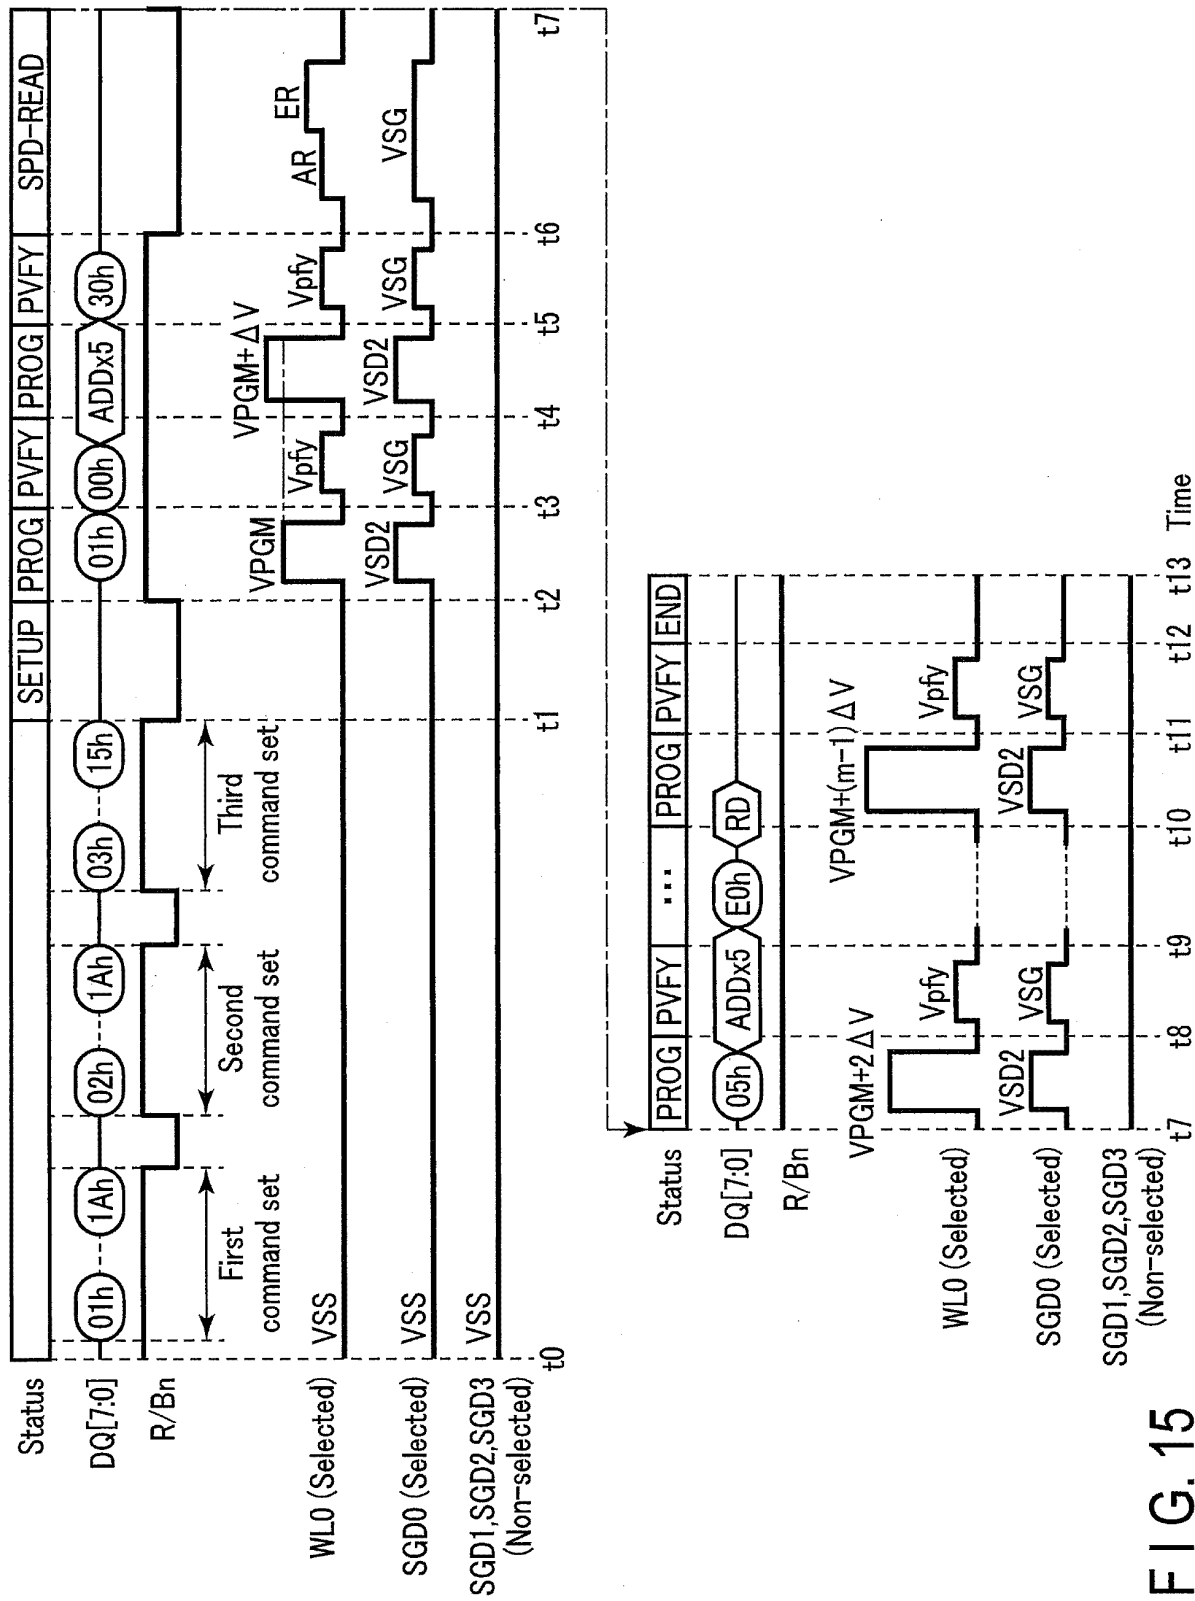 Status SETUP PROG PVFY PROG PVFY SPD-READ
DQ[7:0] 01h 1Ah 02h 1Ah 03h 15h 01h 00h ADDx5 30h
R/Bn
First command set
Second command set
Third command set
VPGM Vpfy VPGM+ΔV Vpfy AR ER
WL0 (Selected) VSS
VSD2 VSG VSD2 VSG VSG
SGD0 (Selected) VSS
SGD1,SGD2,SGD3 VSS
(Non-selected)
t0 t1 t2 t3 t4 t5 t6 t7
Status PROG PVFY ... PROG PVFY END
DQ[7:0] 05h ADDx5 E0h RD
R/Bn
VPGM+2ΔV Vpfy VPGM+(m-1)ΔV Vpfy
WL0 (Selected)
VSD2 VSG VSD2 VSG
SGD0 (Selected)
SGD1,SGD2,SGD3
(Non-selected)
t7 t8 t9 t10 t11 t12 t13 Time
FIG. 15